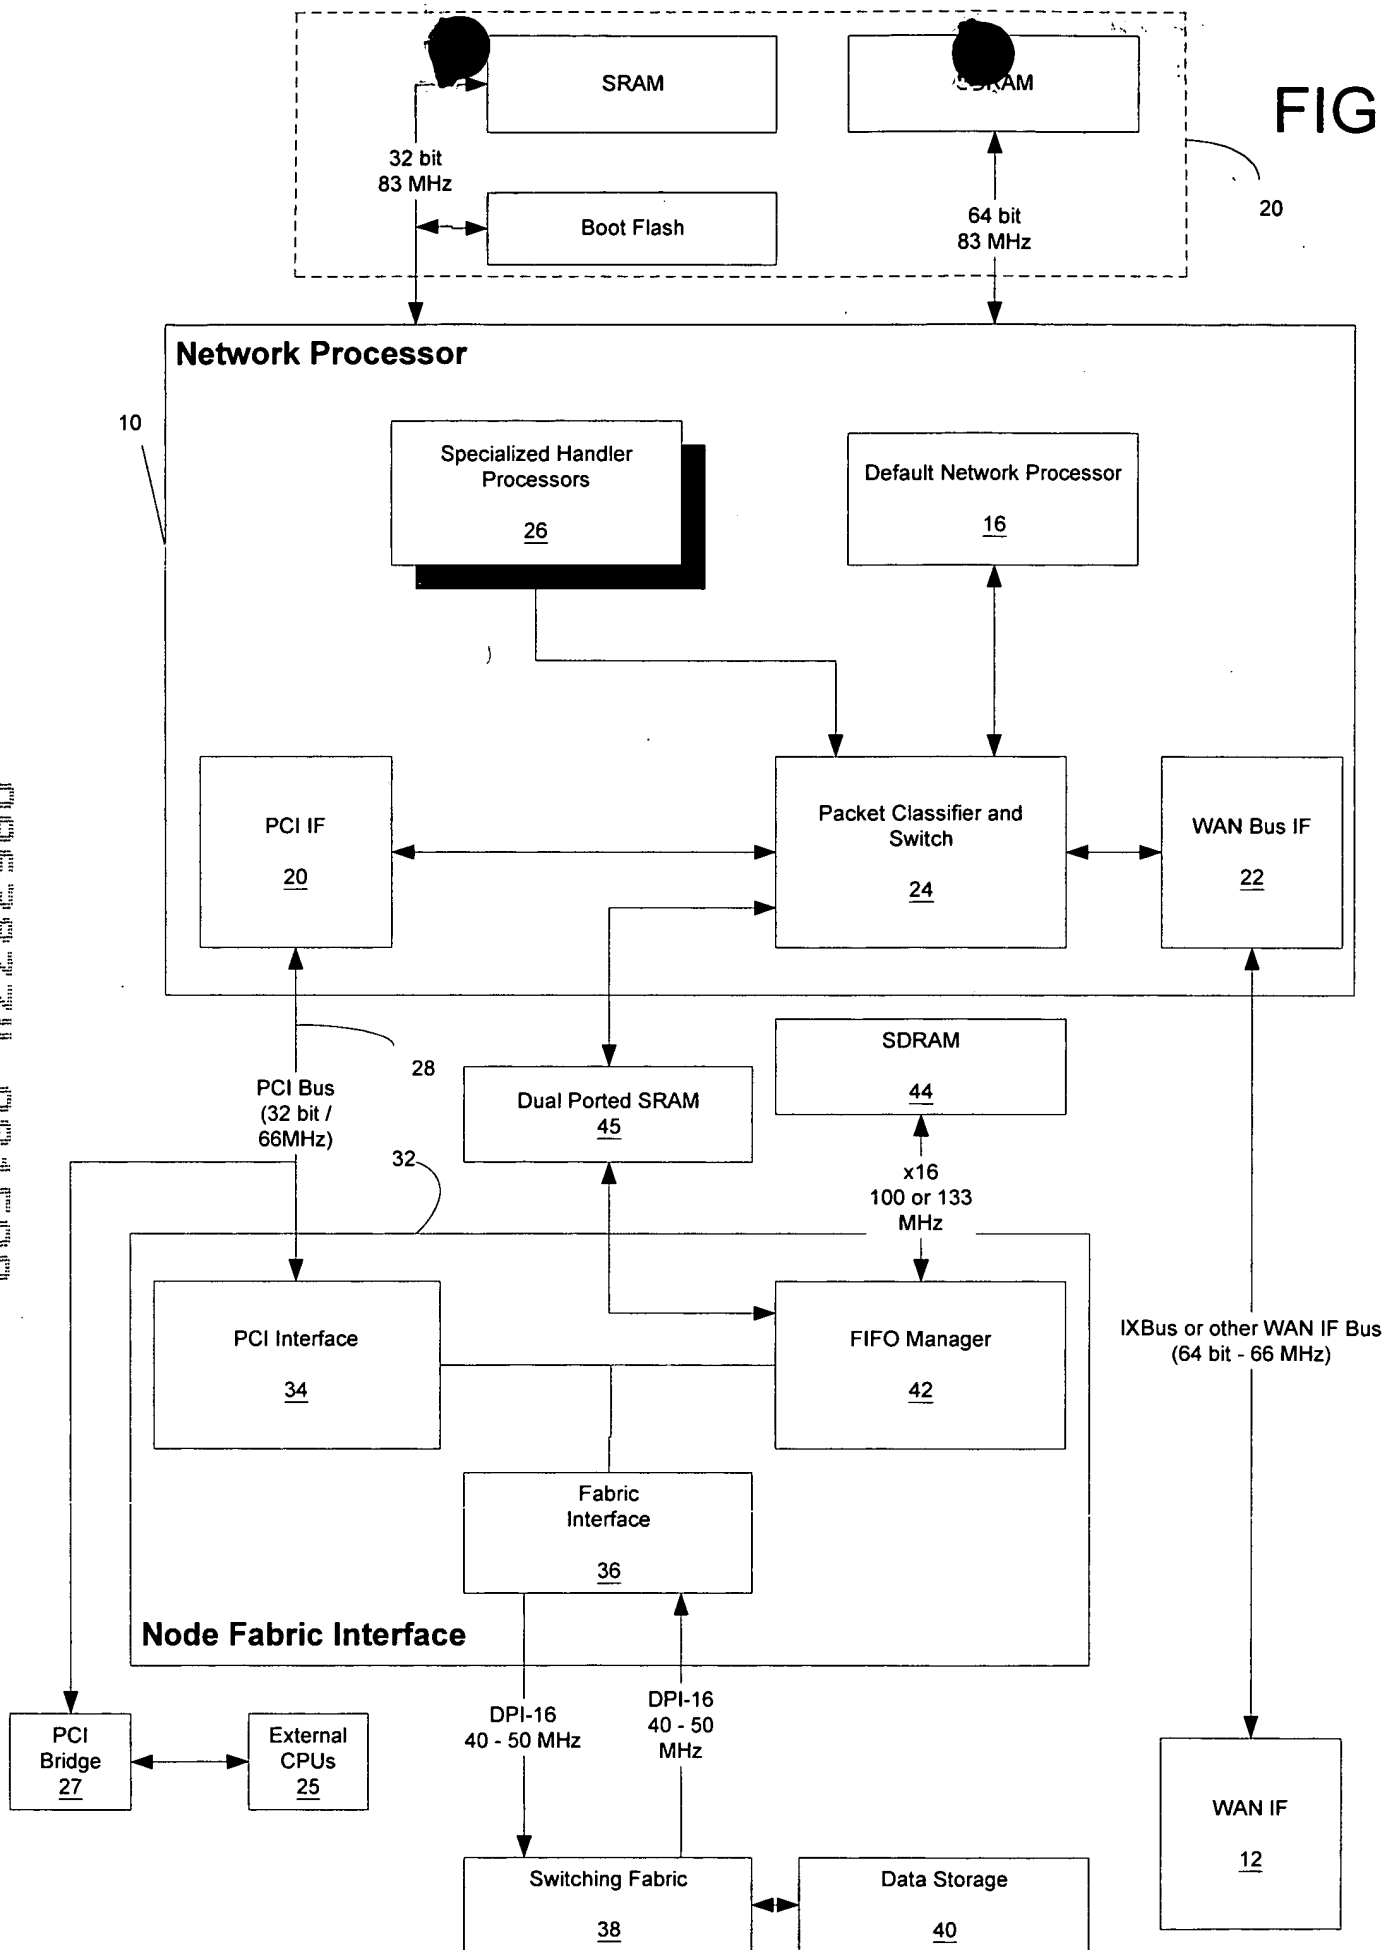 SRAM
FIG
32 bit
83 MHz
Boot Flash
64 bit
83 MHz
20
Network Processor
10
Specialized Handler
Processors
26
Default Network Processor
16
PCI IF
20
Packet Classifier and
Switch
24
WAN Bus IF
22
28
PCI Bus
(32 bit /
66MHz)
Dual Ported SRAM
45
SDRAM
44
32
x16
100 or 133
MHz
PCI Interface
34
FIFO Manager
42
IXBus or other WAN IF Bus
(64 bit - 66 MHz)
Fabric
Interface
36
Node Fabric Interface
DPI-16
40 - 50 MHz
DPI-16
40 - 50
MHz
PCI
Bridge
27
External
CPUs
25
WAN IF
12
Switching Fabric
38
Data Storage
40